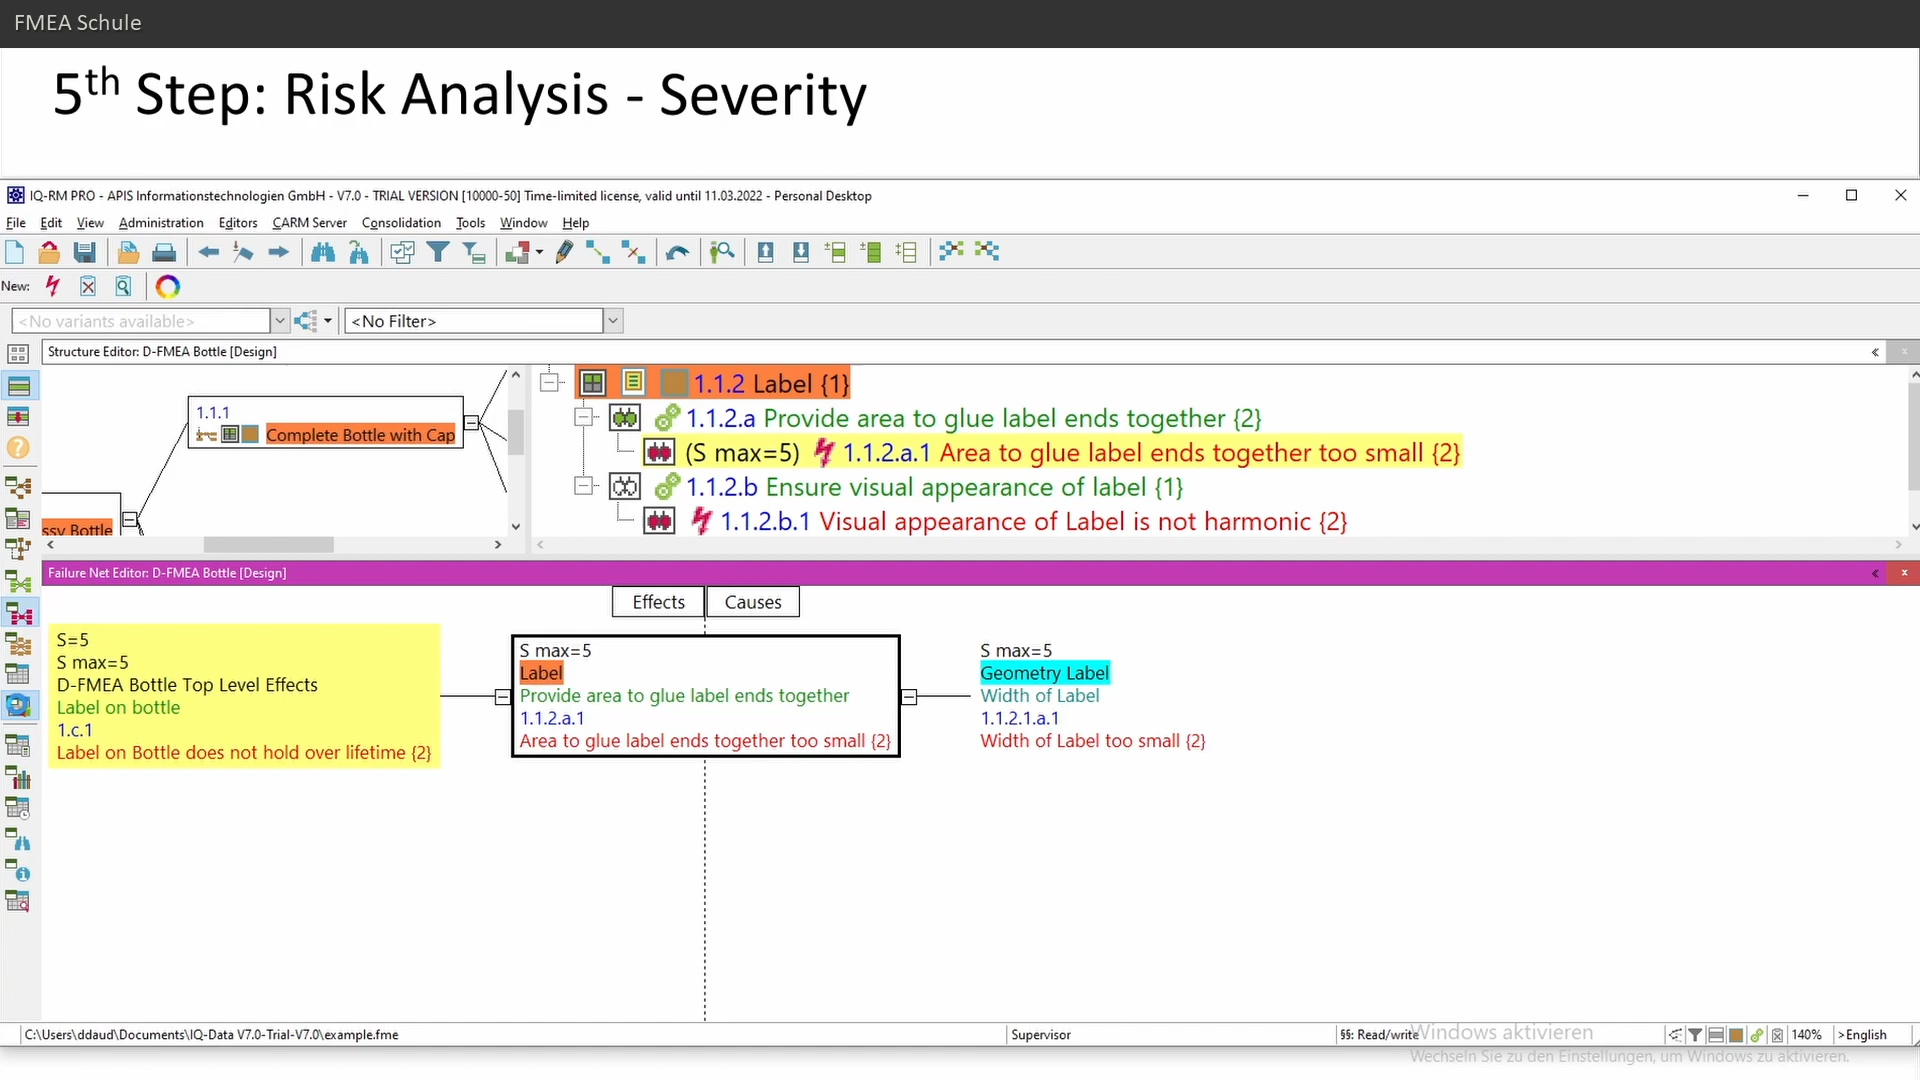 FMEA Schule
5th Step: Risk Analysis - Severity
IQ-RM PRO - APIS Informationstechnologien GmbH - V7.0 - TRIAL VERSION [10000-50] Time-limited license, valid until 11.03.2022 - Personal Desktop
File Edit View Administration Editors CARM Server Consolidation Tools Window Help
New:
<No variants available> <No Filter>
Structure Editor: D-FMEA Bottle [Design]
1.1.1
Complete Bottle with Cap
ssy Bottle
1.1.2 Label {1}
1.1.2.a Provide area to glue label ends together {2}
(S max=5) 1.1.2.a.1 Area to glue label ends together too small {2}
1.1.2.b Ensure visual appearance of label {1}
1.1.2.b.1 Visual appearance of Label is not harmonic {2}
Failure Net Editor: D-FMEA Bottle [Design]
Effects Causes
S=5
S max=5
D-FMEA Bottle Top Level Effects
Label on bottle
1.c.1
Label on Bottle does not hold over lifetime {2}
S max=5
Label
Provide area to glue label ends together
1.1.2.a.1
Area to glue label ends together too small {2}
S max=5
Geometry Label
Width of Label
1.1.2.1.a.1
Width of Label too small {2}
C:\Users\ddaud\Documents\IQ-Data V7.0-Trial-V7.0\example.fme Supervisor §§: Read/write 140% >English
Windows aktivieren
Wechseln Sie zu den Einstellungen, um Windows zu aktivieren.